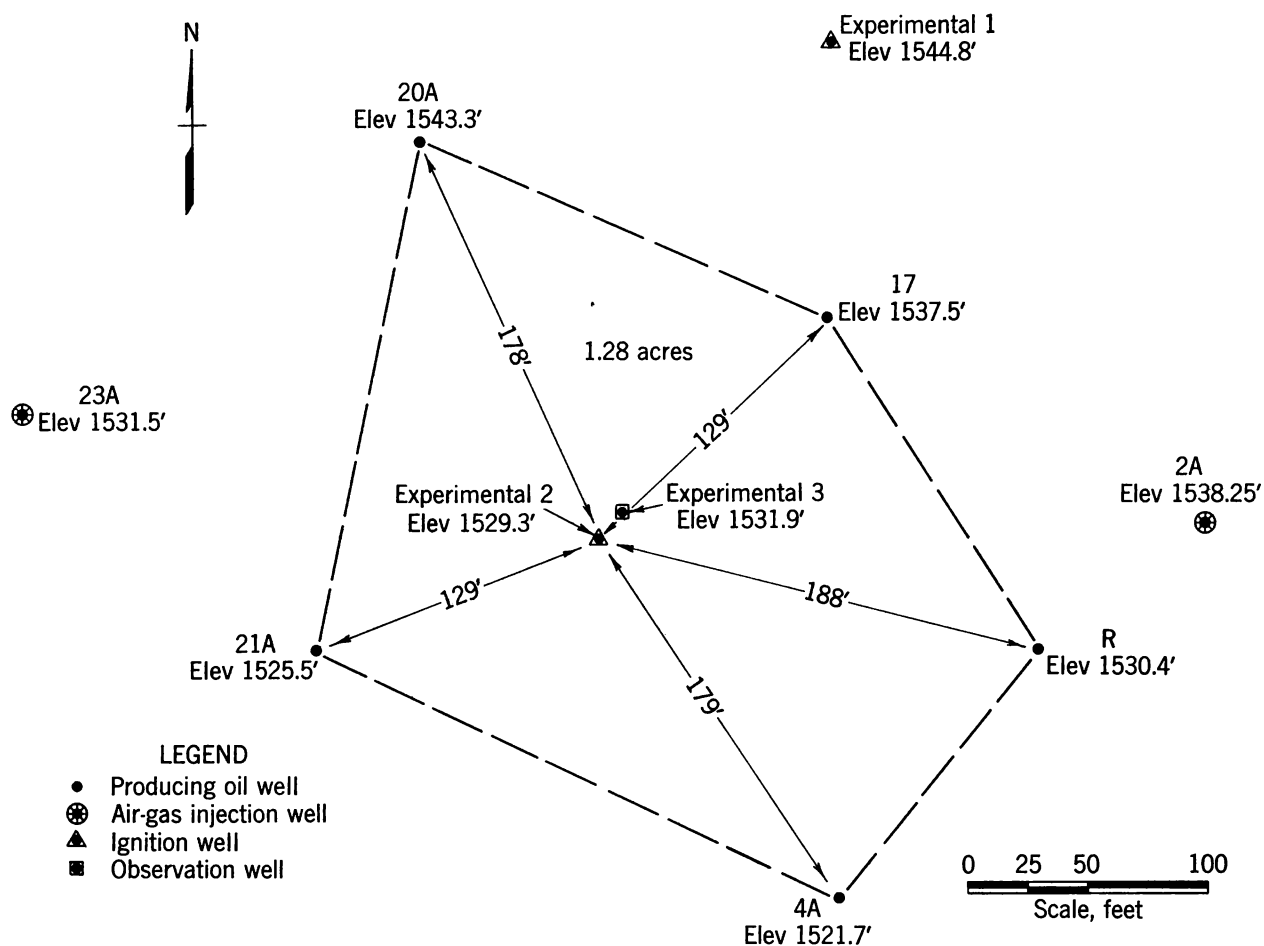 Experimental 1
Elev 1544.8′
N
20A
Elev 1543.3′
17
Elev 1537.5′
178′
1.28 acres
129′
23A
Elev 1531.5′
2A
Elev 1538.25′
Experimental 2
Elev 1529.3′
Experimental 3
Elev 1531.9′
129′
188′
21A
Elev 1525.5′
R
Elev 1530.4′
179′
LEGEND
Producing oil well
Air-gas injection well
Ignition well
Observation well
0 25 50 100
Scale, feet
4A
Elev 1521.7′